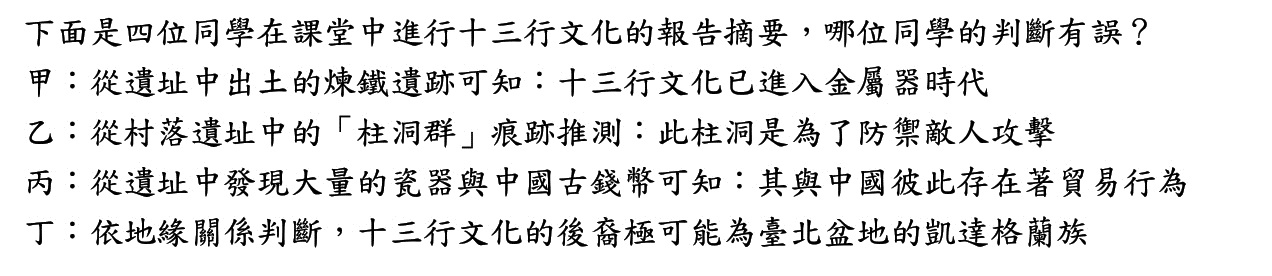 下面是四位同學在課堂中進行十三行文化的報告摘要，哪位同學的判斷有誤？
甲：從遺址中出土的煉鐵遺跡可知：十三行文化已進入金屬器時代
乙：從村落遺址中的「柱洞群」痕跡推測：此柱洞是為了防禦敵人攻擊
丙：從遺址中發現大量的瓷器與中國古錢幣可知：其與中國彼此存在著貿易行為
丁：依地緣關係判斷，十三行文化的後裔極可能為臺北盆地的凱達格蘭族